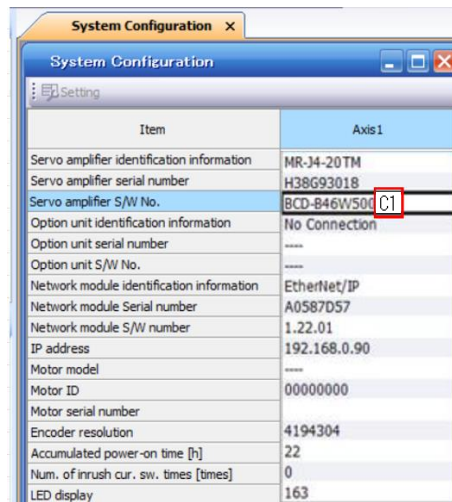 System Configuration x
System Configuration
Setting
Item Axis1
Servo amplifier identification information MR-J4-20TM
Servo amplifier serial number H38G93018
Servo amplifier S/W No. BCD-B46W500 C1
Option unit identification information No Connection
Option unit serial number ----
Option unit S/W No. ----
Network module identification information EtherNet/IP
Network module Serial number A0587D57
Network module S/W number 1.22.01
IP address 192.168.0.90
Motor model ----
Motor ID 00000000
Motor serial number
Encoder resolution 4194304
Accumulated power-on time [h] 22
Num. of inrush cur. sw. times [times] 0
LED display 163